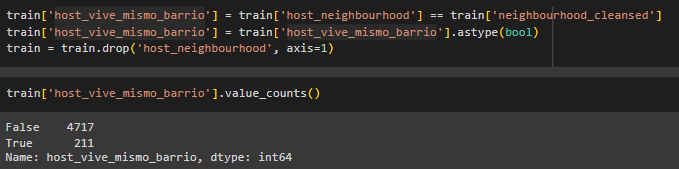 train['host_vive_mismo_barrio'] = train['host_neighbourhood'] == train['neighbourhood_cleansed']
train['host_vive_mismo_barrio'] = train['host_vive_mismo_barrio'].astype(bool)
train = train.drop('host_neighbourhood', axis=1)
train['host_vive_mismo_barrio'].value_counts()
False    4717
True      211
Name: host_vive_mismo_barrio, dtype: int64